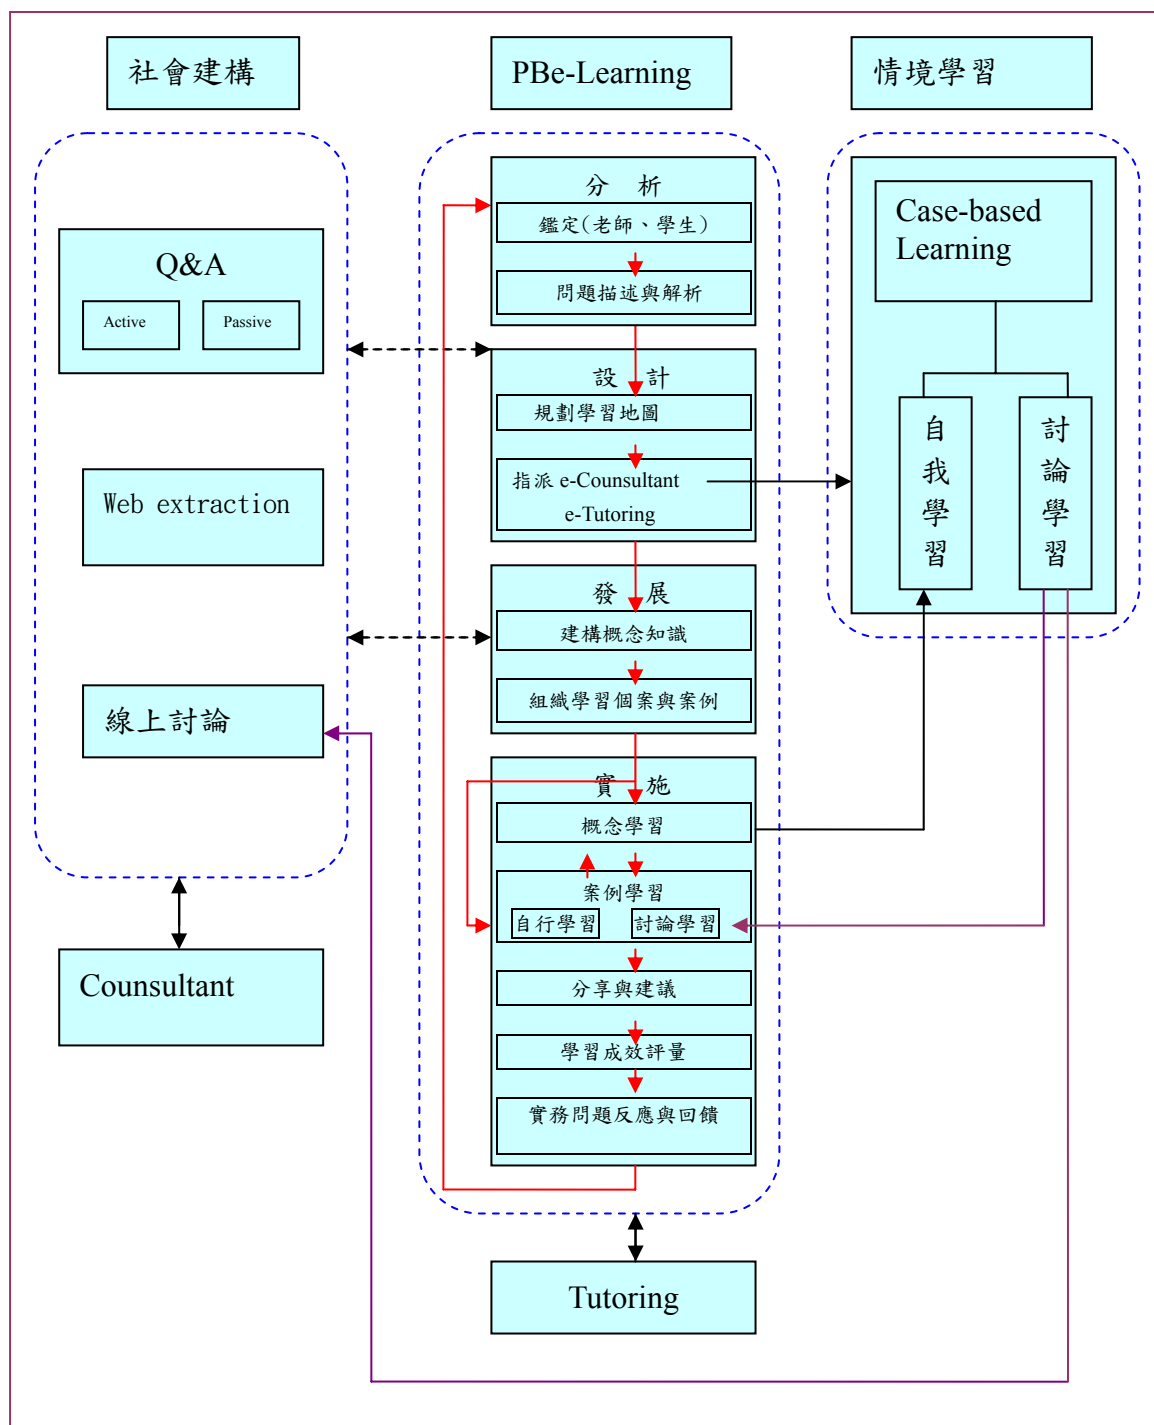 社會建構
PBe-Learning
情境學習
Q&A
Active
Passive
Web extraction
線上討論
Counsultant
分 析
鑑定(老師、學生)
問題描述與解析
設 計
規劃學習地圖
指派 e-Counsultant
e-Tutoring
發 展
建構概念知識
組織學習個案與案例
實 施
概念學習
案例學習
自行學習
討論學習
分享與建議
學習成效評量
實務問題反應與回饋
Tutoring
Case-based
Learning
自我學習
討論學習